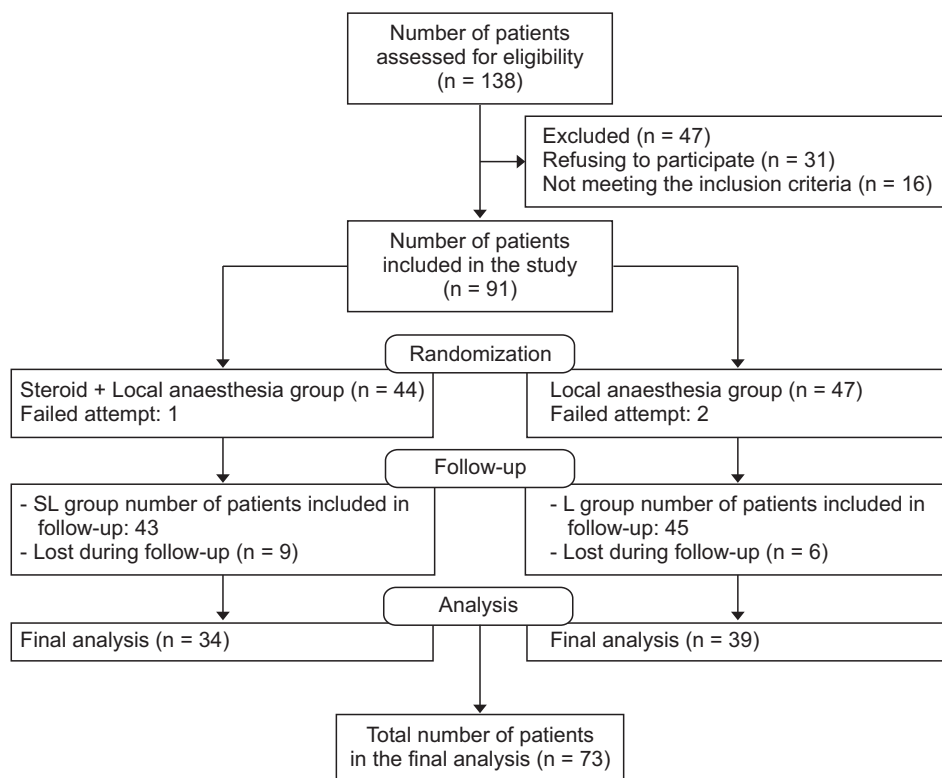 Number of patients
assessed for eligibility
(n = 138)
Excluded (n = 47)
Refusing to participate (n = 31)
Not meeting the inclusion criteria (n = 16)
Number of patients
included in the study
(n = 91)
Randomization
Steroid + Local anaesthesia group (n = 44)
Failed attempt: 1
Local anaesthesia group (n = 47)
Failed attempt: 2
Follow-up
- SL group number of patients included in
follow-up: 43
- Lost during follow-up (n = 9)
- L group number of patients included in
follow-up: 45
- Lost during follow-up (n = 6)
Analysis
Final analysis (n = 34)
Final analysis (n = 39)
Total number of patients
in the final analysis (n = 73)